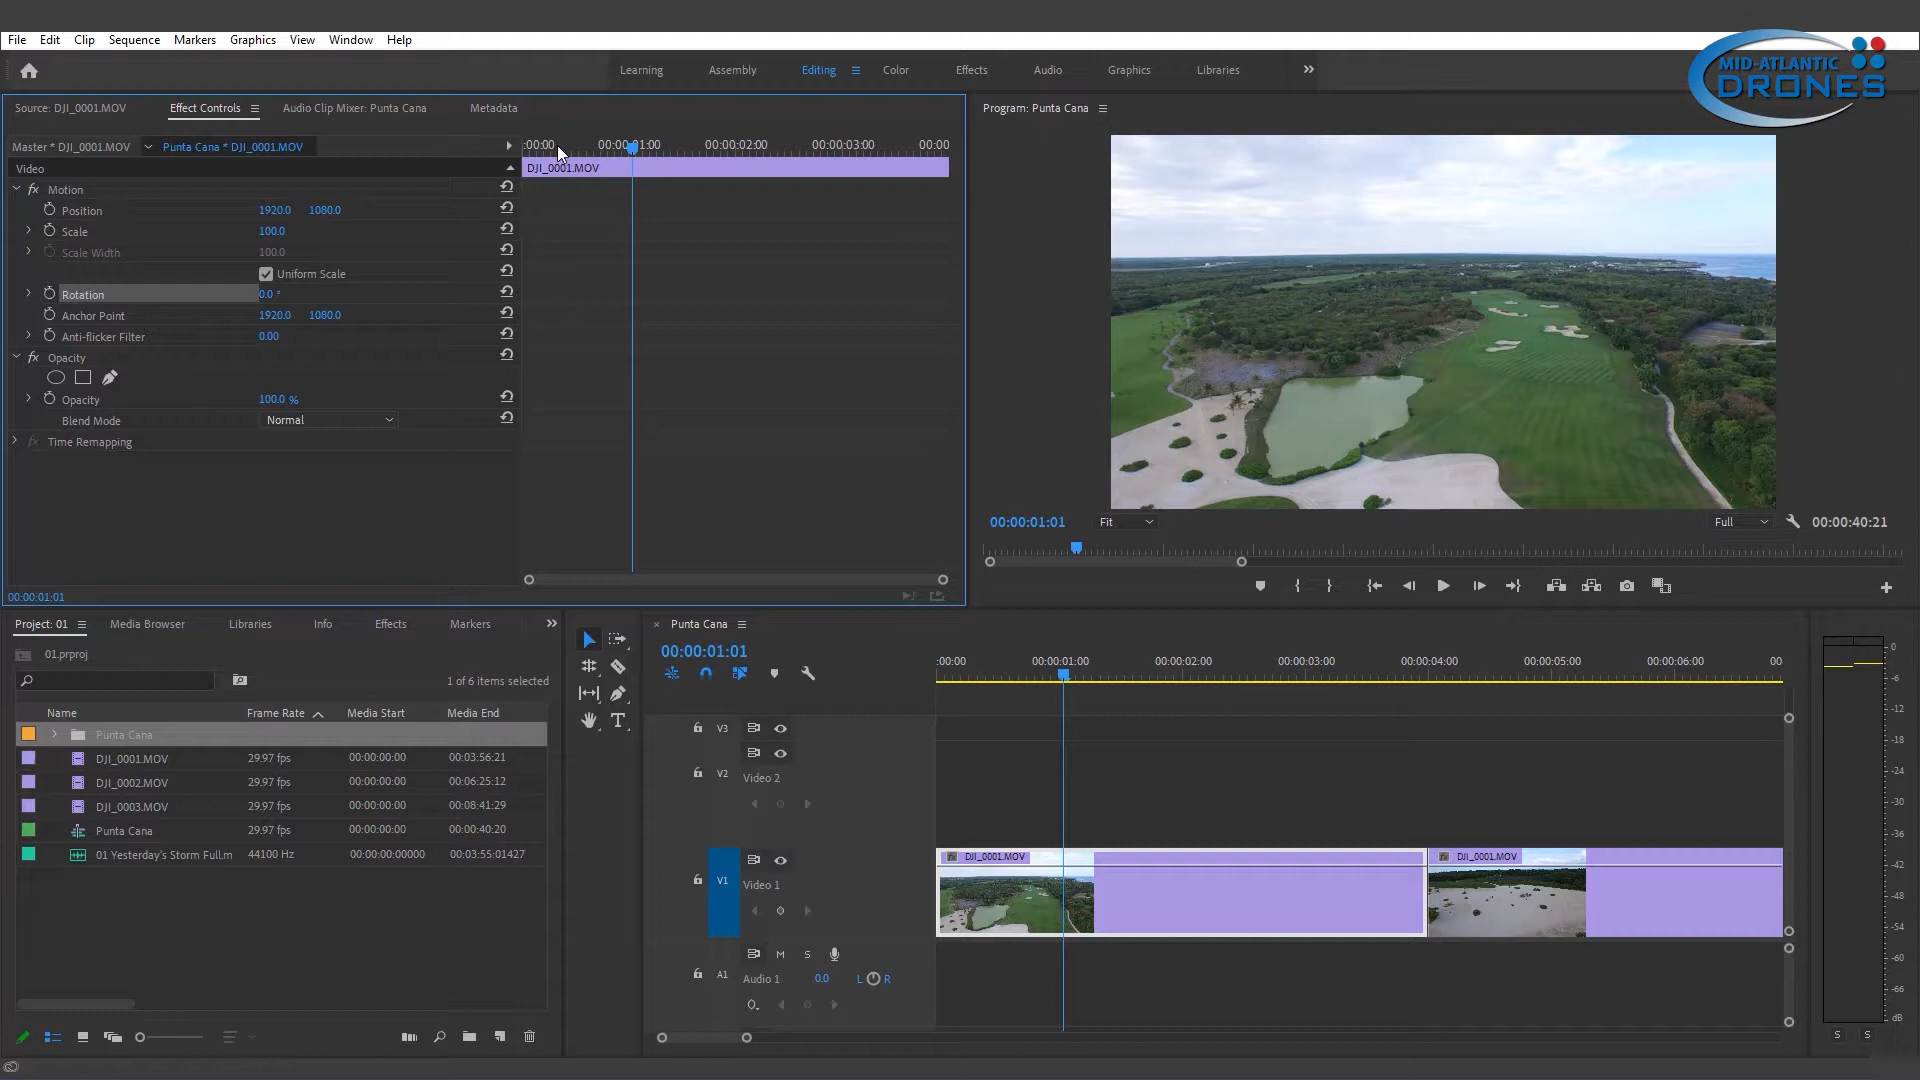 File Edit Clip Sequence Markers Graphics View Window Help
MID-ATLANTIC
DRONES
Learning Assembly Editing Color Effects Audio Graphics Libraries
Source: DJI_0001.MOV Effect Controls Audio Clip Mixer: Punta Cana Metadata
Master * DJI_0001.MOV Punta Cana * DJI_0001.MOV
:00:00 00:00:01:00 00:00:02:00 00:00:03:00 00:00
Video
DJI_0001.MOV
fx Motion
Position 1920.0 1080.0
Scale 100.0
Scale Width 100.0
Uniform Scale
Rotation 0.0 °
Anchor Point 1920.0 1080.0
Anti-flicker Filter 0.00
fx Opacity
Opacity 100.0 %
Blend Mode Normal
fx Time Remapping
00:00:01:01
Program: Punta Cana
00:00:01:01 Fit Full 00:00:40:21
Project: 01 Media Browser Libraries Info Effects Markers
01.prproj
1 of 6 items selected
Name Frame Rate Media Start Media End
Punta Cana
DJI_0001.MOV 29.97 fps 00:00:00:00 00:03:56:21
DJI_0002.MOV 29.97 fps 00:00:00:00 00:06:25:12
DJI_0003.MOV 29.97 fps 00:00:00:00 00:08:41:29
Punta Cana 29.97 fps 00:00:00:00 00:00:40:20
01 Yesterday's Storm Full.m 44100 Hz 00:00:00:00000 00:03:55:01427
T
Punta Cana
00:00:01:01
:00:00 00:00:01:00 00:00:02:00 00:00:03:00 00:00:04:00 00:00:05:00 00:00:06:00 00
V3
V2 Video 2
V1 Video 1
fx DJI_0001.MOV
fx DJI_0001.MOV
M S
A1 Audio 1 0.0 L R
0
-6
-12
-18
-24
-30
-36
-42
-48
-54
-60
-66
dB
S S